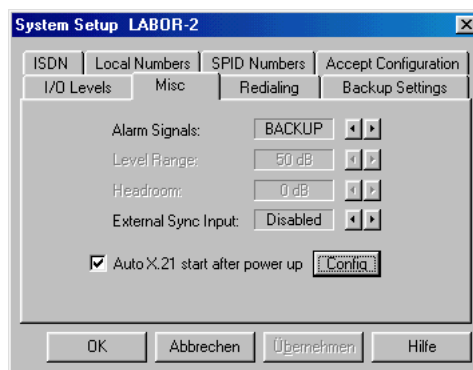 System Setup LABOR-2
ISDN Local Numbers SPID Numbers Accept Configuration
I/O Levels Misc Redialing Backup Settings
Alarm Signals: BACKUP
Level Range: 50 dB
Headroom: 0 dB
External Sync Input: Disabled
Auto X.21 start after power up Config
OK Abbrechen Übernehmen Hilfe